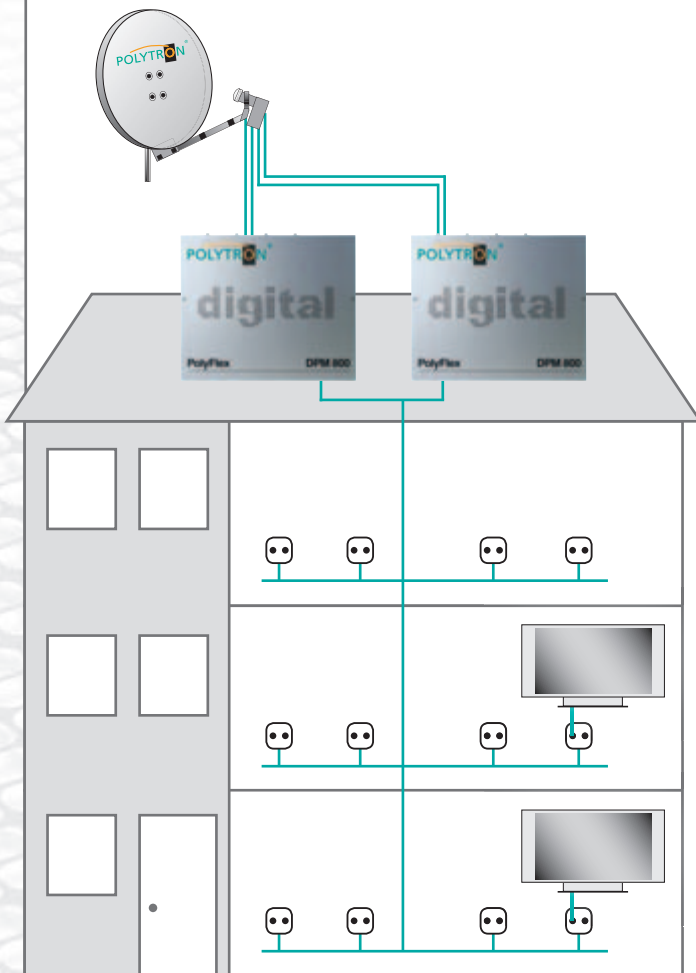 POLYTRON
POLYTRON
digital
PolyFlex DPM 800
POLYTRON
digital
PolyFlex DPM 800